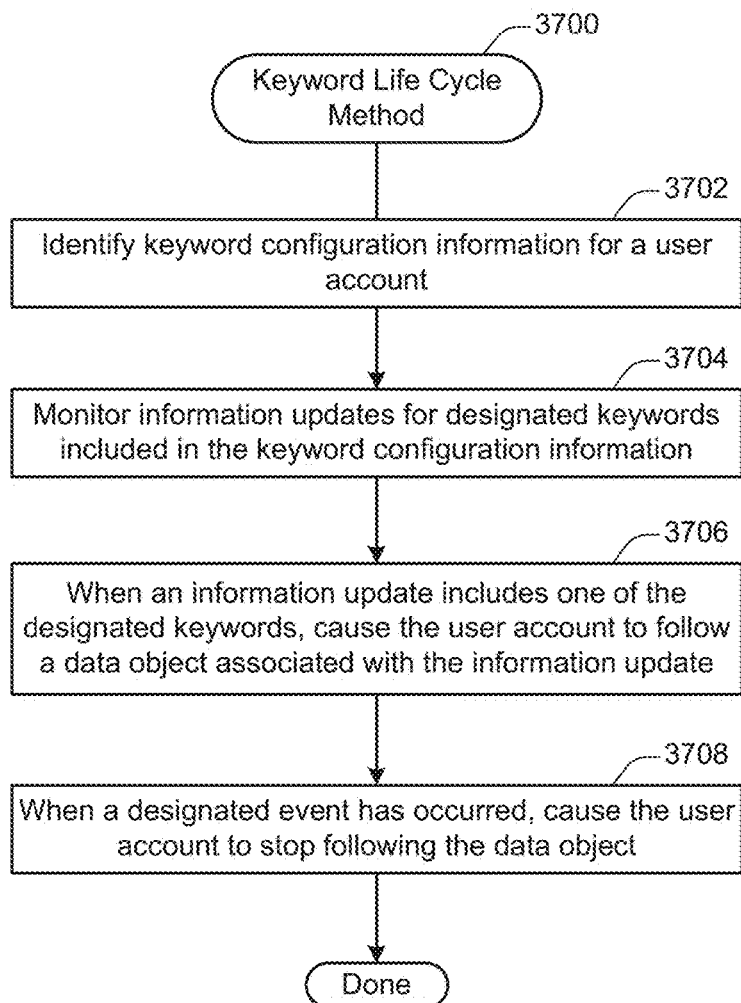 3700
Keyword Life Cycle
Method
3702
Identify keyword configuration information for a user
account
3704
Monitor information updates for designated keywords
included in the keyword configuration information
3706
When an information update includes one of the
designated keywords, cause the user account to follow
a data object associated with the information update
3708
When a designated event has occurred, cause the user
account to stop following the data object
Done